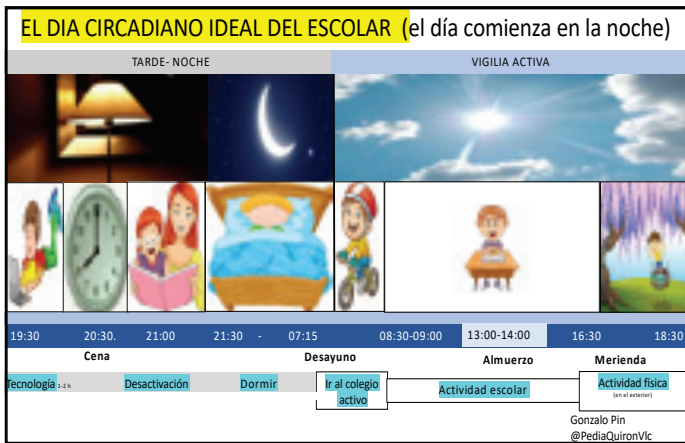 EL DIA CIRCADIANO IDEAL DEL ESCOLAR (el día comienza en la noche)
TARDE- NOCHE VIGILIA ACTIVA
19:30 20:30. 21:00 21:30 - 07:15 08:30-09:00 13:00-14:00 16:30 18:30
Cena Desayuno Almuerzo Merienda
Tecnología 1-2 h Desactivación Dormir Ir al colegio activo Actividad escolar Actividad física
(en el exterior)
Gonzalo Pin
@PediaQuironVlc